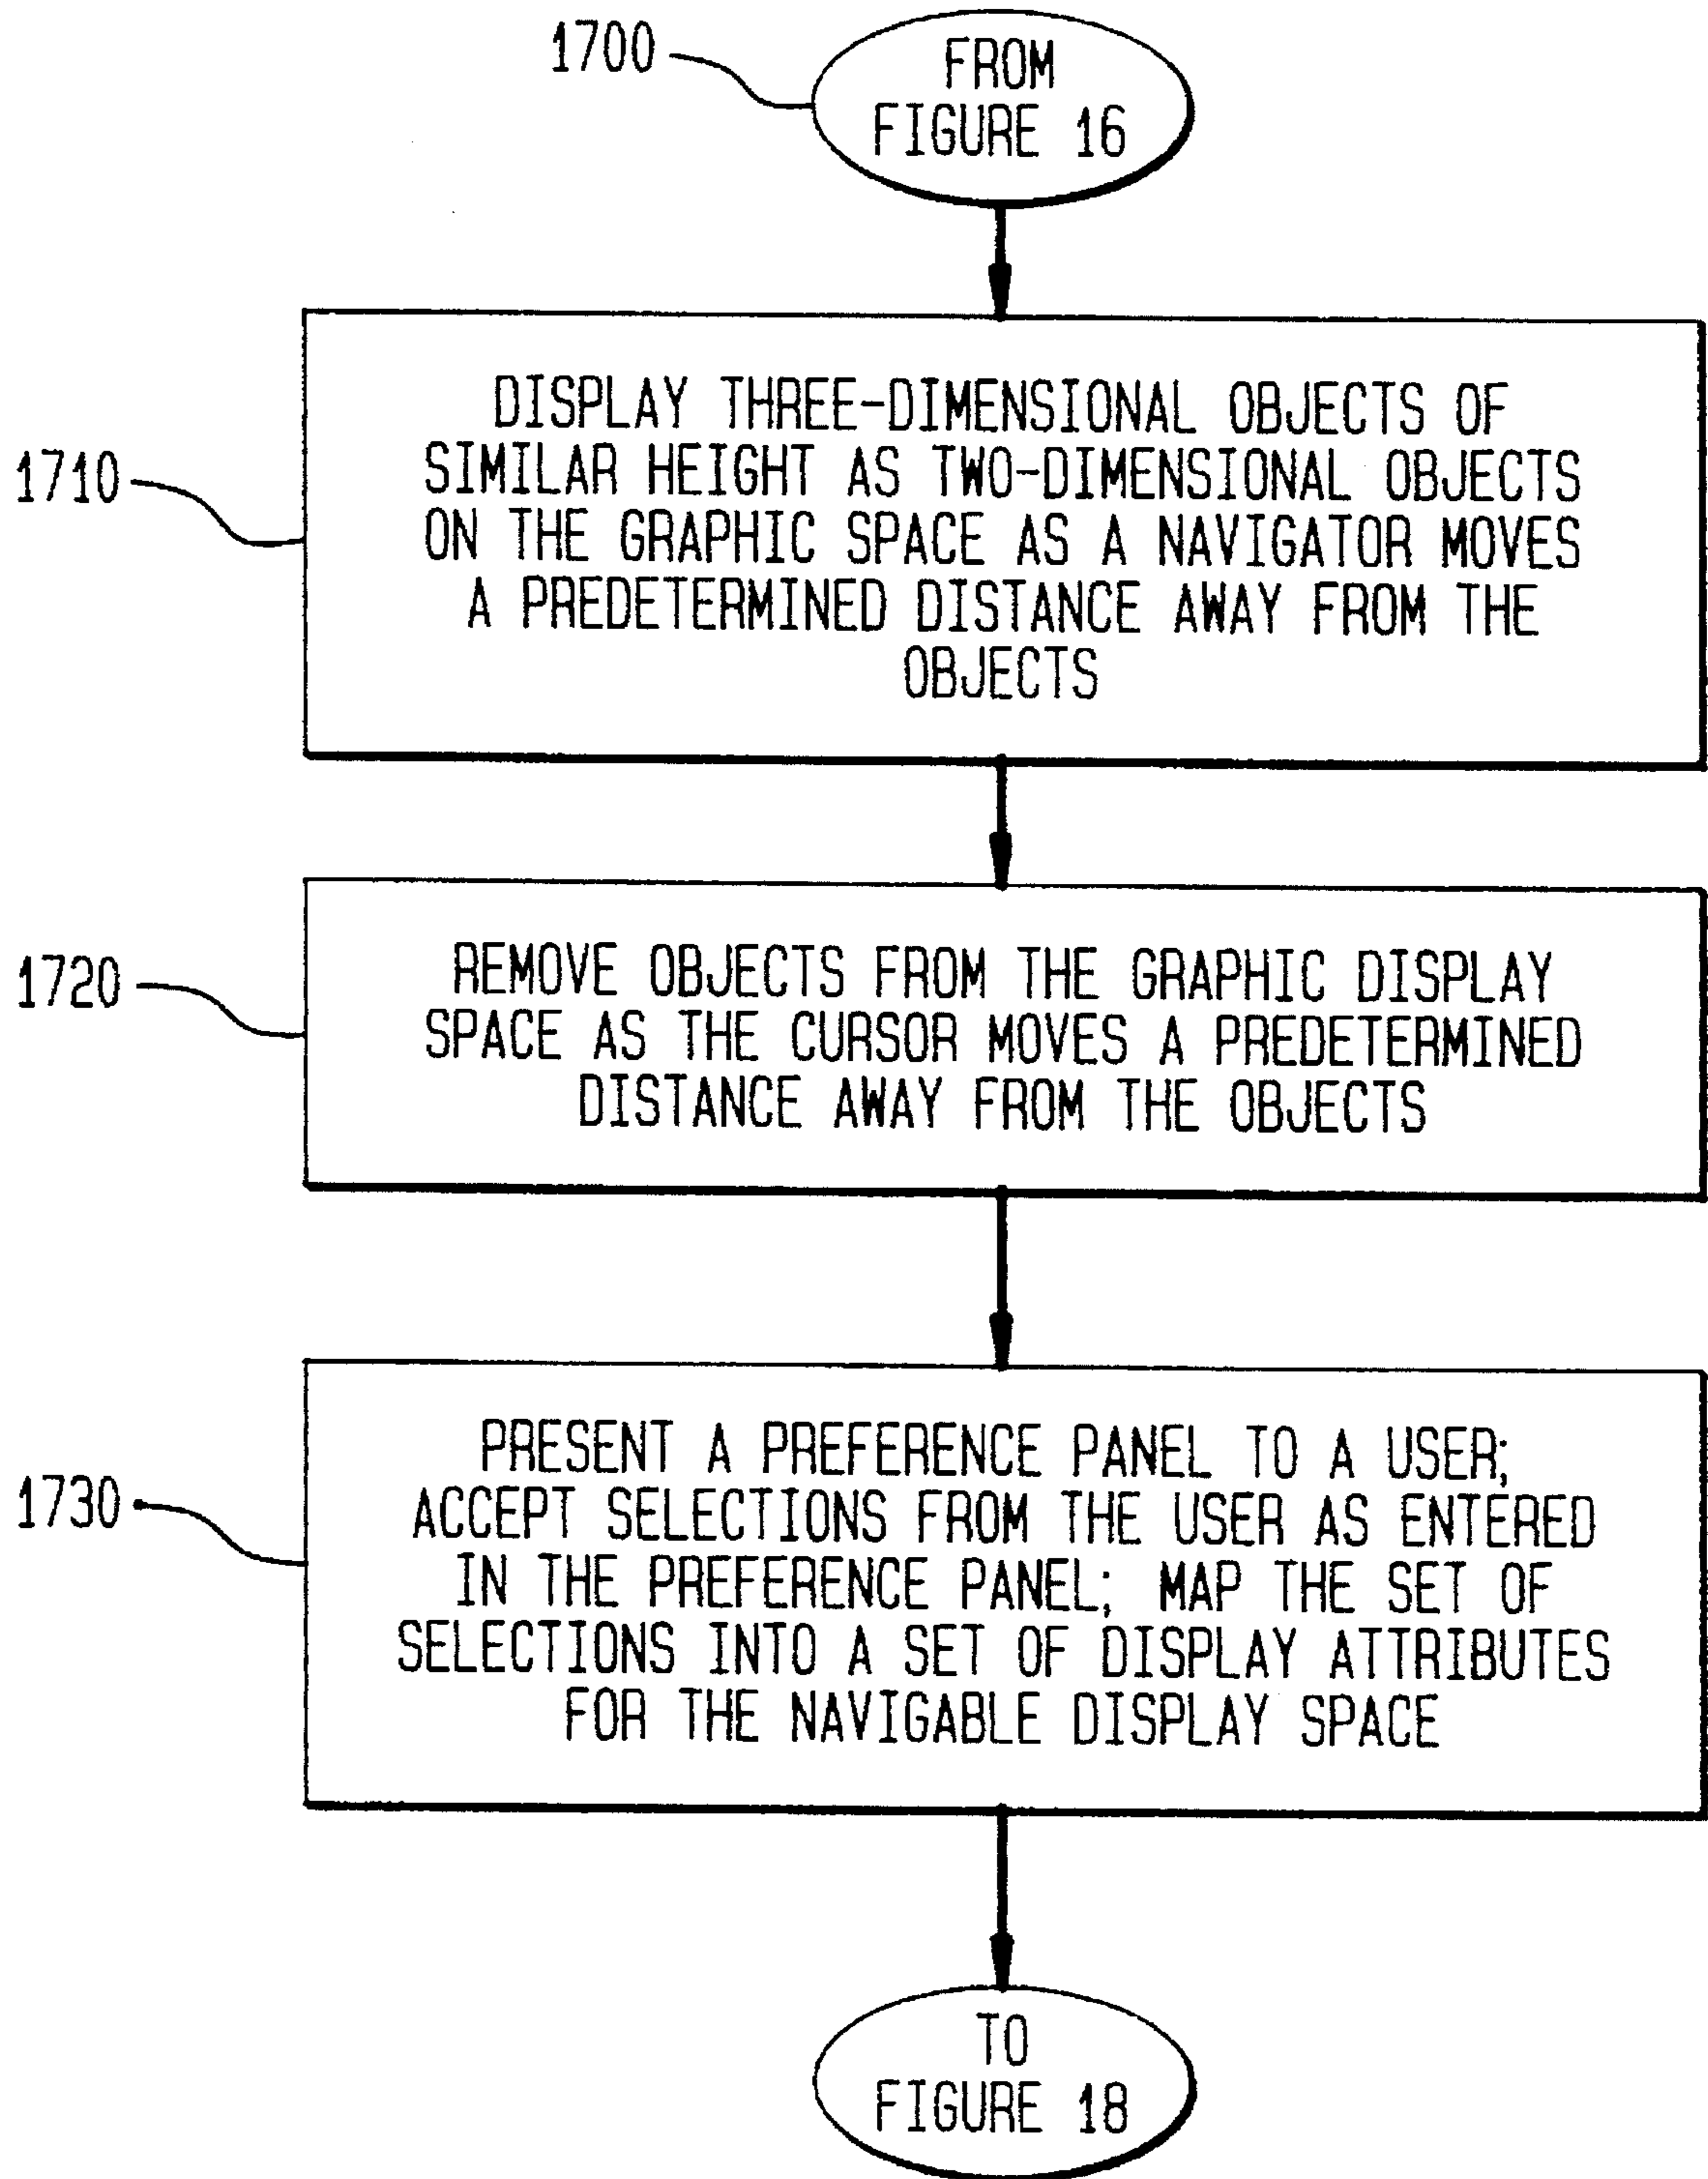 1700
FROM
FIGURE 16
1710
DISPLAY THREE-DIMENSIONAL OBJECTS OF
SIMILAR HEIGHT AS TWO-DIMENSIONAL OBJECTS
ON THE GRAPHIC SPACE AS A NAVIGATOR MOVES
A PREDETERMINED DISTANCE AWAY FROM THE
OBJECTS
1720
REMOVE OBJECTS FROM THE GRAPHIC DISPLAY
SPACE AS THE CURSOR MOVES A PREDETERMINED
DISTANCE AWAY FROM THE OBJECTS
1730
PRESENT A PREFERENCE PANEL TO A USER;
ACCEPT SELECTIONS FROM THE USER AS ENTERED
IN THE PREFERENCE PANEL; MAP THE SET OF
SELECTIONS INTO A SET OF DISPLAY ATTRIBUTES
FOR THE NAVIGABLE DISPLAY SPACE
TO
FIGURE 18